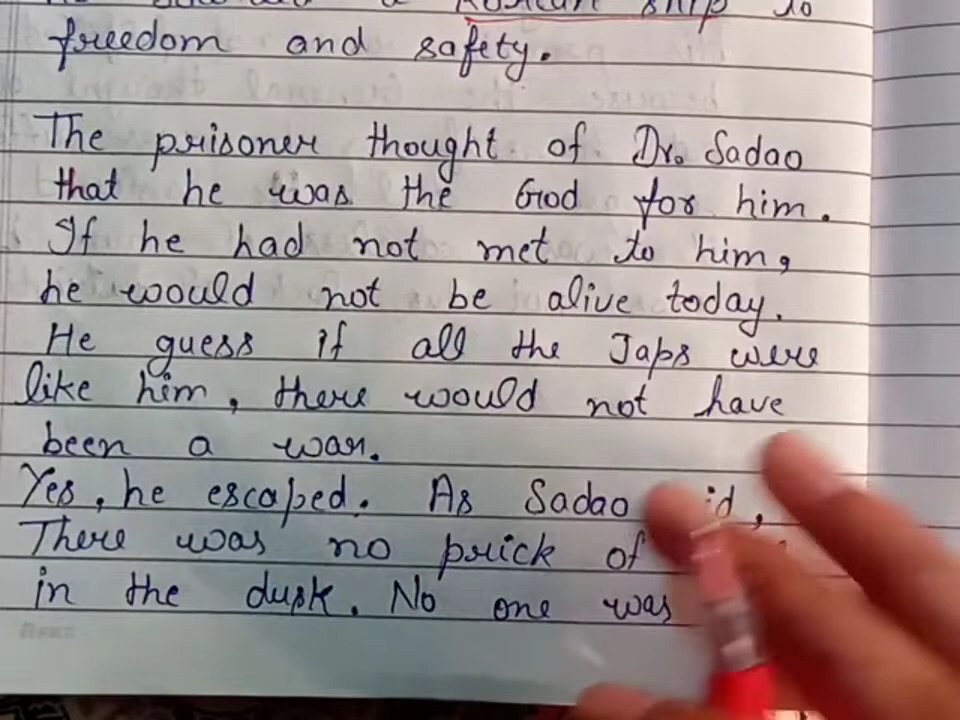 ship to
freedom and safety.
The prisoner thought of Dr. Sadao
that he was the God for him.
If he had not met to him,
he would not be alive today.
He guess if all the Japs were
like him, there would not have
been a war.
Yes, he escaped. As Sadao
There was no prick of
in the dusk. No one was